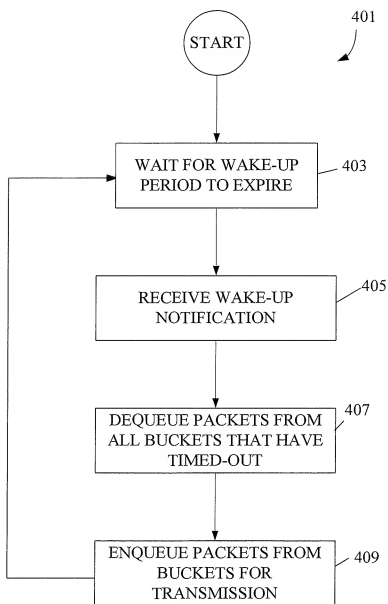 START
401
WAIT FOR WAKE-UP
PERIOD TO EXPIRE
403
RECEIVE WAKE-UP
NOTIFICATION
405
DEQUEUE PACKETS FROM
ALL BUCKETS THAT HAVE
TIMED-OUT
407
ENQUEUE PACKETS FROM
BUCKETS FOR
TRANSMISSION
409